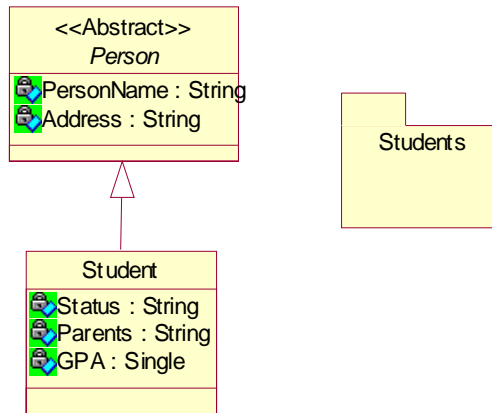 <<Abstract>>
Person
PersonName : String
Address : String
Students
Student
Status : String
Parents : String
GPA : Single